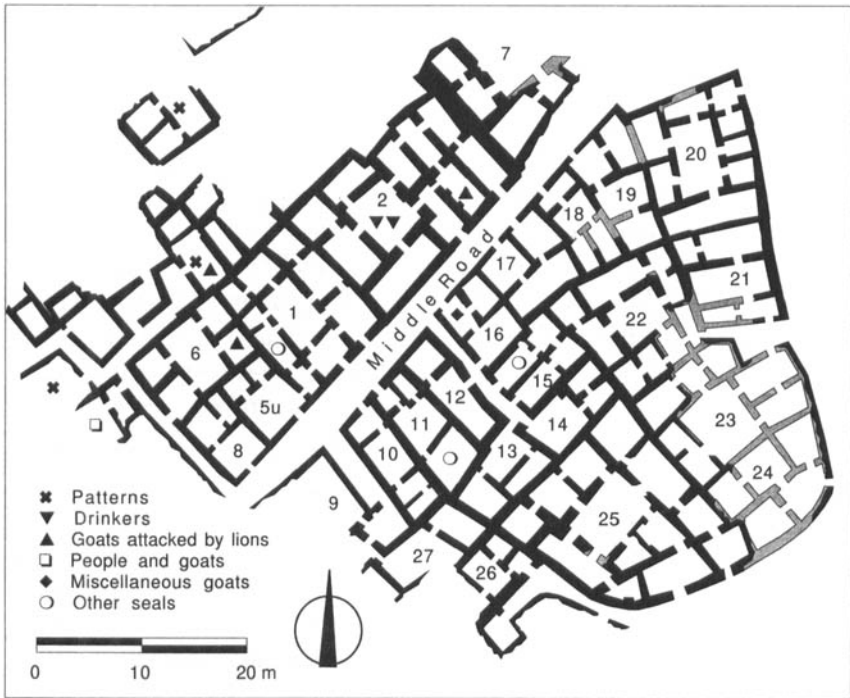 7
20
2
19
18
Middle Road
17
21
1
22
16
6
15
12
5u
14
11
23
13
8
10
24
9
25
27
26
Patterns
Drinkers
Goats attacked by lions
People and goats
Miscellaneous goats
Other seals
0 10 20 m